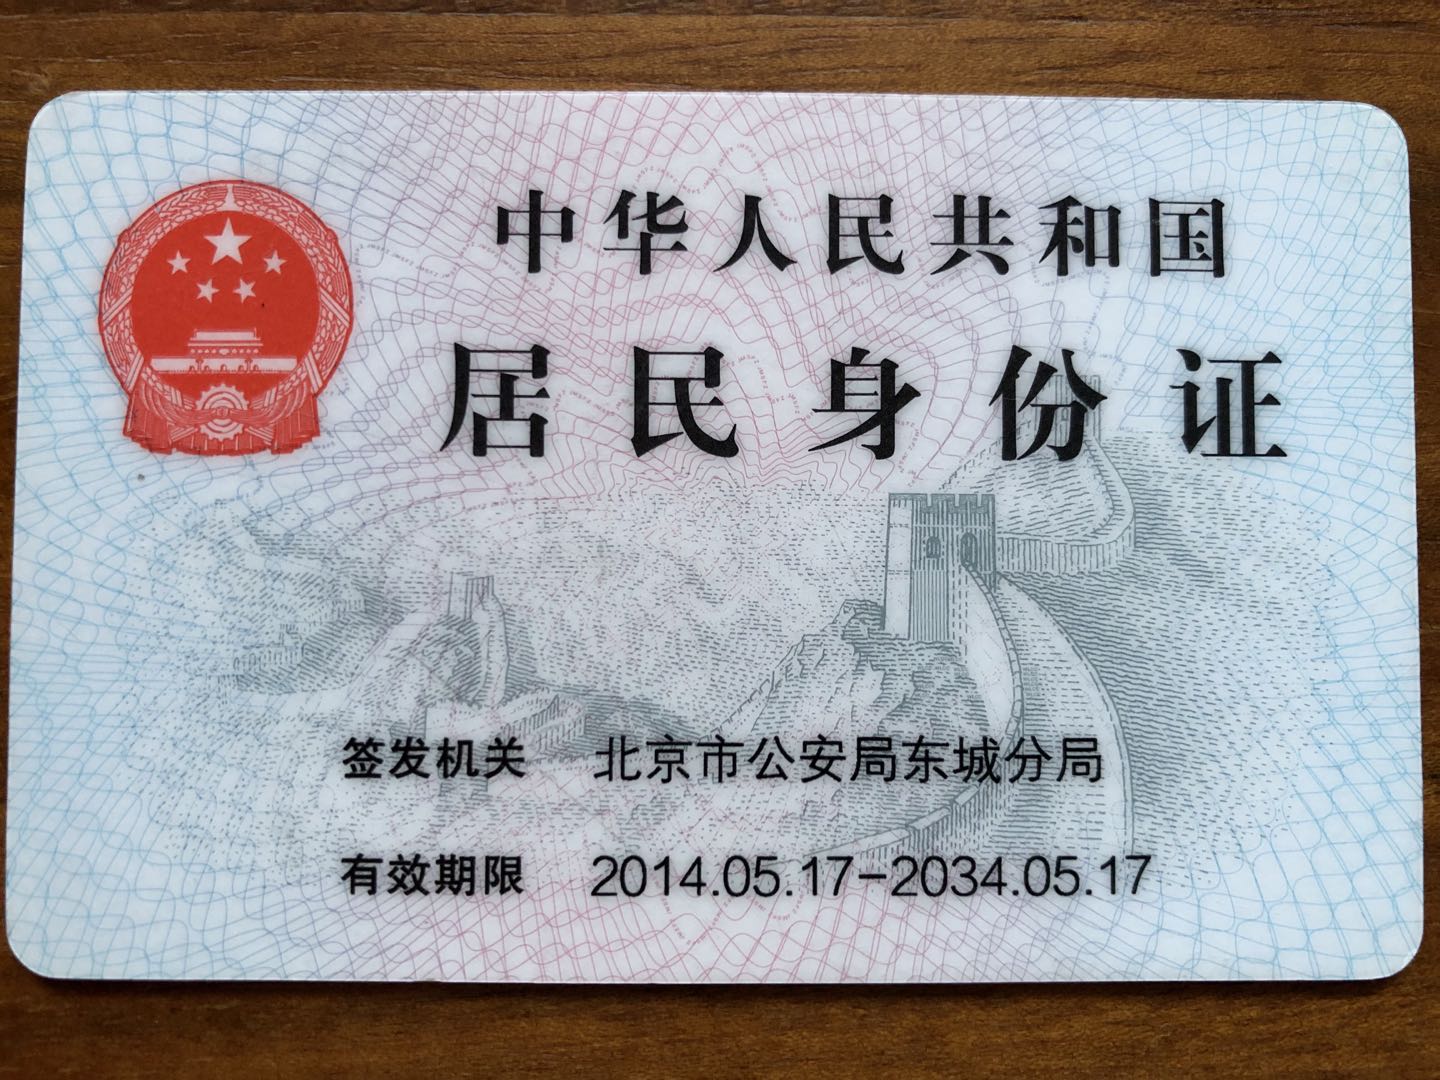 中华人民共和国
居民身份证
签发机关 北京市公安局东城分局
有效期限 2014.05.17-2034.05.17